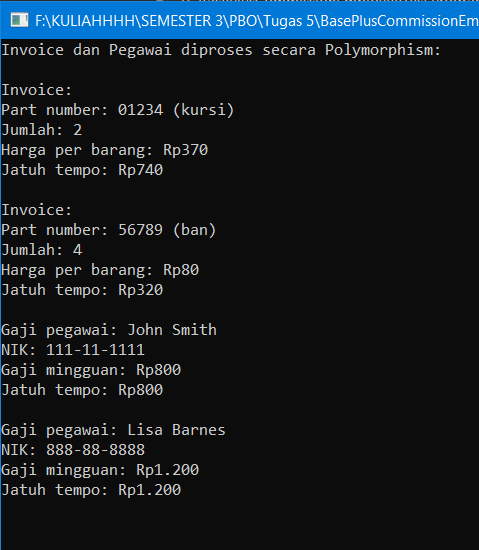 F:\KULIAHHHH\SEMESTER 3\PBO\Tugas 5\BasePlusCommissionEm
Invoice dan Pegawai diproses secara Polymorphism:
Invoice:
Part number: 01234 (kursi)
Jumlah: 2
Harga per barang: Rp370
Jatuh tempo: Rp740
Invoice:
Part number: 56789 (ban)
Jumlah: 4
Harga per barang: Rp80
Jatuh tempo: Rp320
Gaji pegawai: John Smith
NIK: 111-11-1111
Gaji mingguan: Rp800
Jatuh tempo: Rp800
Gaji pegawai: Lisa Barnes
NIK: 888-88-8888
Gaji mingguan: Rp1.200
Jatuh tempo: Rp1.200